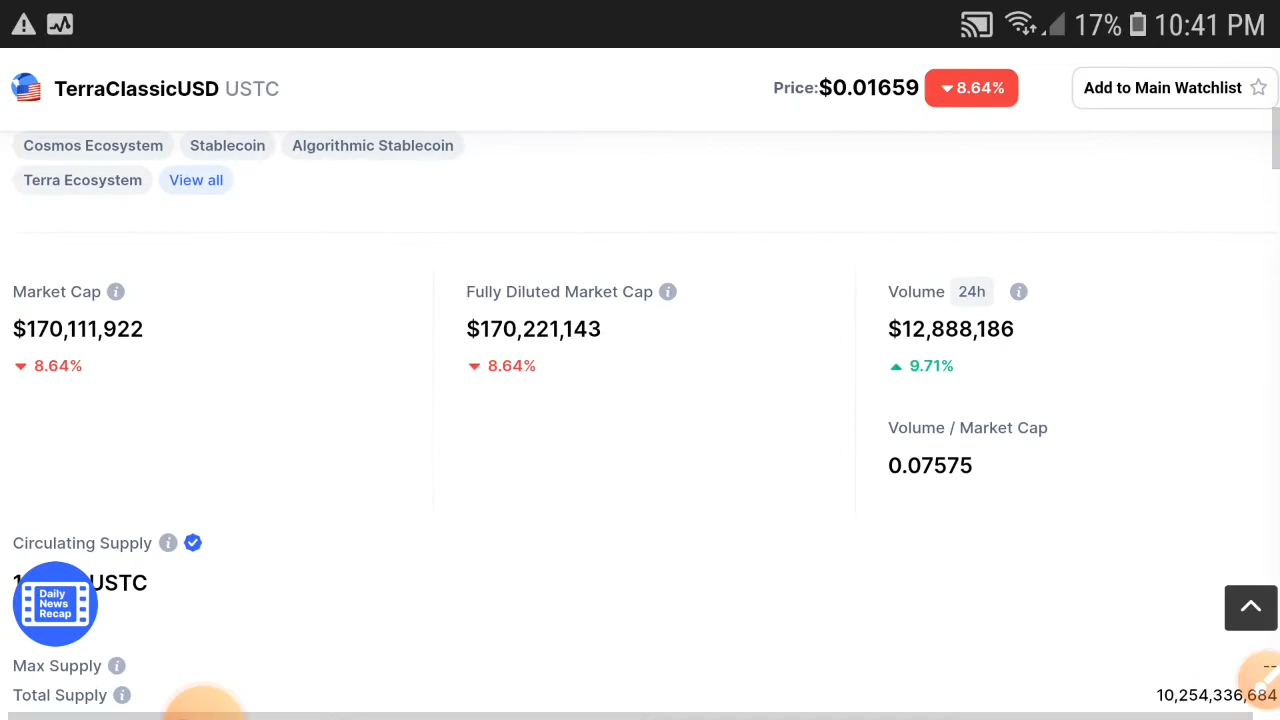 17% 10:41 PM
TerraClassicUSD USTC Price:$0.01659 8.64% Add to Main Watchlist
Cosmos Ecosystem Stablecoin Algorithmic Stablecoin
Terra Ecosystem View all
Market Cap Fully Diluted Market Cap Volume 24h
$170,111,922 $170,221,143 $12,888,186
8.64% 8.64% 9.71%
Volume / Market Cap
0.07575
Circulating Supply
USTC
Daily
News
Recap
Max Supply --
Total Supply 10,254,336,684